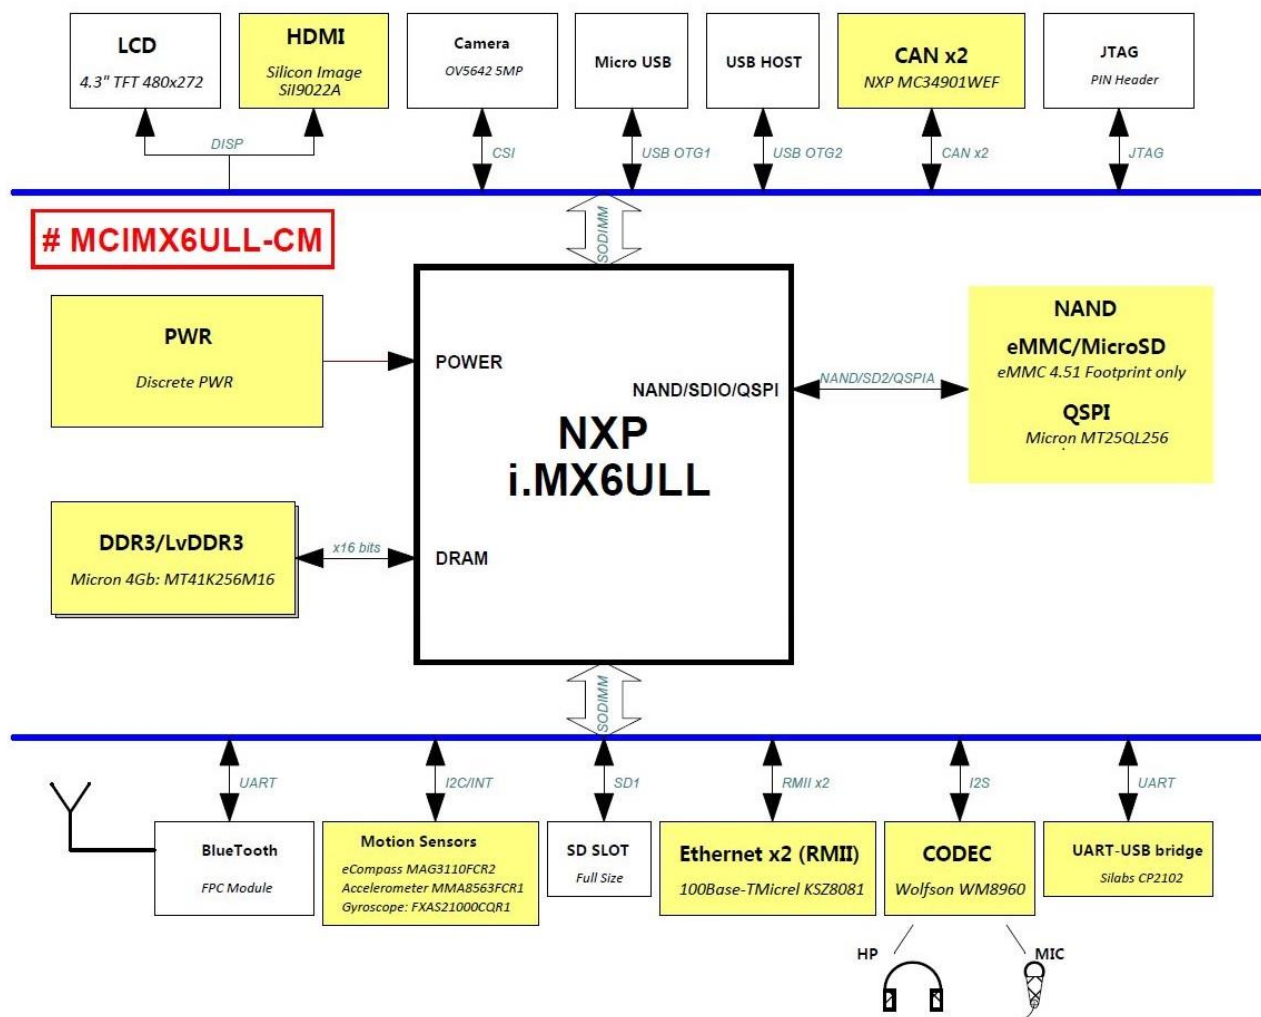 LCD
4.3" TFT 480x272
HDMI
Silicon Image
SiI9022A
Camera
OV5642 5MP
Micro USB
USB HOST
CAN x2
NXP MC34901WEF
JTAG
PIN Header
DISP
CSI
USB OTG1
USB OTG2
CAN x2
JTAG
# MCIMX6ULL-CM
SODIMM
PWR
Discrete PWR
POWER
NAND/SDIO/QSPI
NAND/SD2/QSPIA
NAND
eMMC/MicroSD
eMMC 4.51 Footprint only
QSPI
Micron MT25QL256
NXP
i.MX6ULL
DDR3/LvDDR3
Micron 4Gb: MT41K256M16
x16 bits
DRAM
SODIMM
UART
I2C/INT
SD1
RMII x2
I2S
UART
BlueTooth
FPC Module
Motion Sensors
eCompass MAG3110FCR2
Accelerometer MMA8563FCR1
Gyroscope: FXAS21000CQR1
SD SLOT
Full Size
Ethernet x2 (RMII)
100Base-TMicrel KSZ8081
CODEC
Wolfson WM8960
UART-USB bridge
Silabs CP2102
HP
MIC